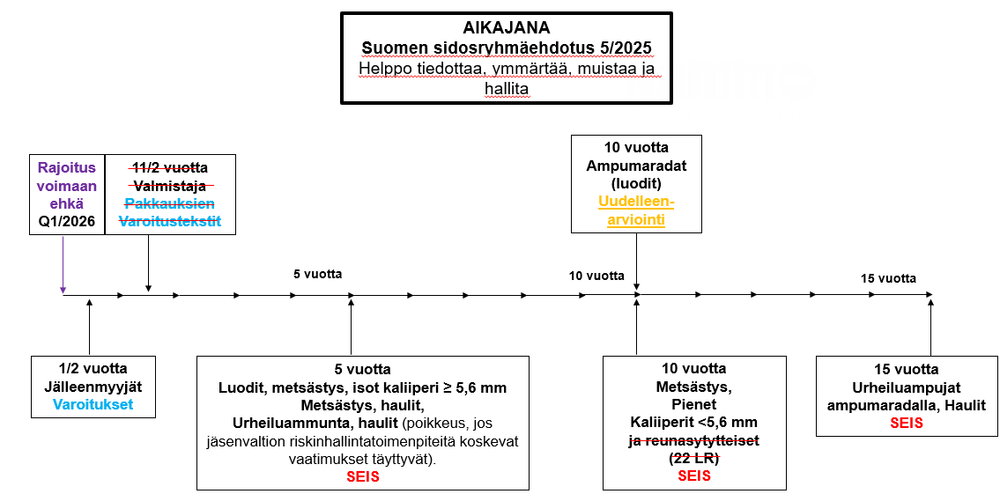 AIKAJANA
Suomen sidosryhmäehdotus 5/2025
Helppo tiedottaa, ymmärtää, muistaa ja
hallita
Rajoitus
voimaan
ehkä
Q1/2026
11/2 vuotta
Valmistaja
Pakkauksien
Varoitustekstit
10 vuotta
Ampumaradat
(luodit)
Uudelleen-
arviointi
5 vuotta
10 vuotta
15 vuotta
1/2 vuotta
Jälleenmyyjät
Varoitukset
5 vuotta
Luodit, metsästys, isot kaliiperi ≥ 5,6 mm
Metsästys, haulit,
Urheiluammunta, haulit (poikkeus, jos
jäsenvaltion riskinhallintatoimenpiteitä koskevat
vaatimukset täyttyvät).
SEIS
10 vuotta
Metsästys,
Pienet
Kaliiperit <5,6 mm
ja reunasytytteiset
(22 LR)
SEIS
15 vuotta
Urheiluampujat
ampumaradalla, Haulit
SEIS